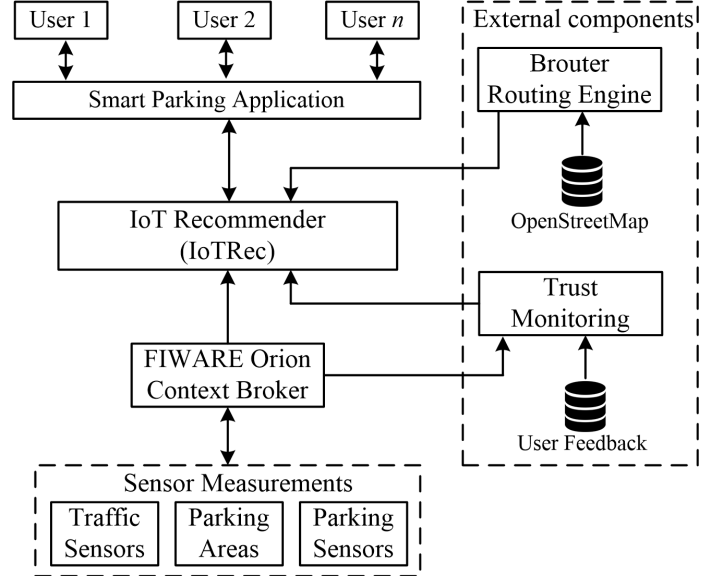 User 1
User 2
User n
Smart Parking Application
IoT Recommender
(IoTRec)
FIWARE Orion
Context Broker
Sensor Measurements
Traffic
Sensors
Parking
Areas
Parking
Sensors
External components
Brouter
Routing Engine
OpenStreetMap
Trust
Monitoring
User Feedback